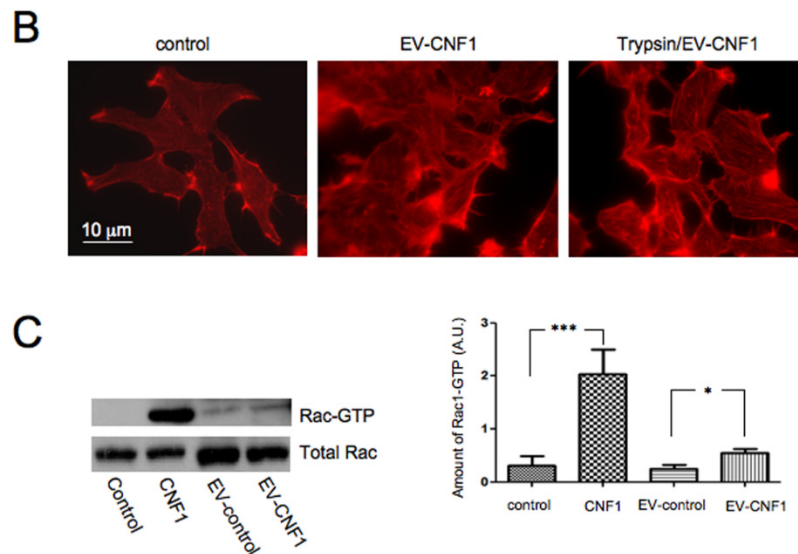 B
control EV-CNF1 Trypsin/EV-CNF1
10 μm
C
Rac-GTP
Total Rac
Control CNF1 EV-control EV-CNF1
Amount of Rac1-GTP (A.U.)
3
2
1
0
***
*
control CNF1 EV-control EV-CNF1